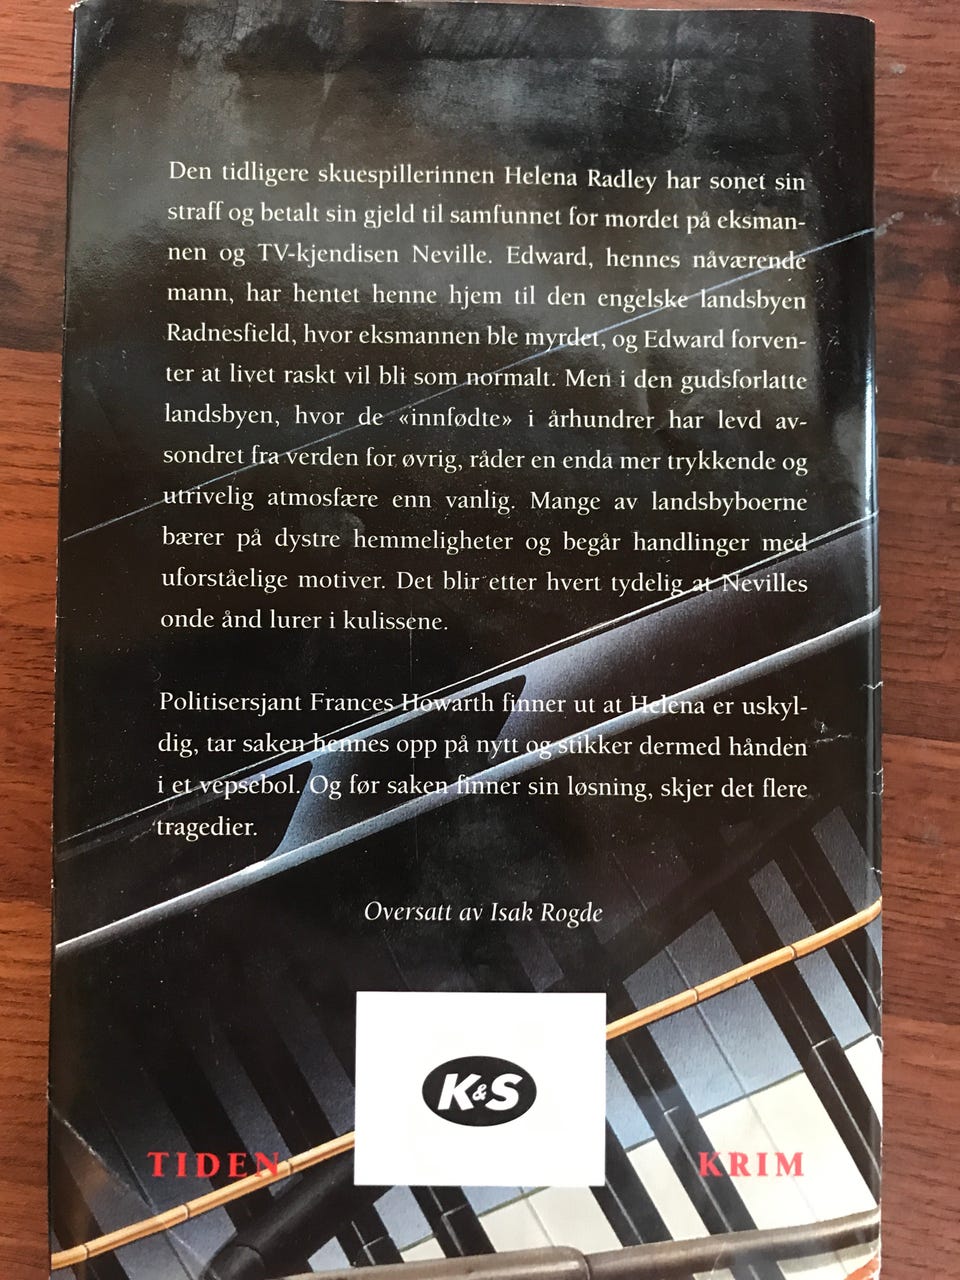 Den tidligere skuespillerinnen Helena Radley har sonet sin
straff og betalt sin gjeld til samfunnet for mordet på eksman-
nen og TV-kjendisen Neville. Edward, hennes nåværende
mann, har hentet henne hjem til den engelske landsbyen
Radnesfield, hvor eksmannen ble myrdet, og Edward forven-
ter at livet raskt vil bli som normalt. Men i den gudsforlatte
landsbyen, hvor de «innfødte» i århundrer har levd av-
sondret fra verden for øvrig, råder en enda mer trykkende og
utrivelig atmosfære enn vanlig. Mange av landsbyboerne
bærer på dystre hemmeligheter og begår handlinger med
uforståelige motiver. Det blir etter hvert tydelig at Nevilles
onde ånd lurer i kulissene.
Politisersjant Frances Howarth finner ut at Helena er uskyl-
dig, tar saken hennes opp på nytt og stikker dermed hånden
i et vepsebol. Og før saken finner sin løsning, skjer det flere
tragedier.
Oversatt av Isak Rogde
K&S
TIDEN KRIM